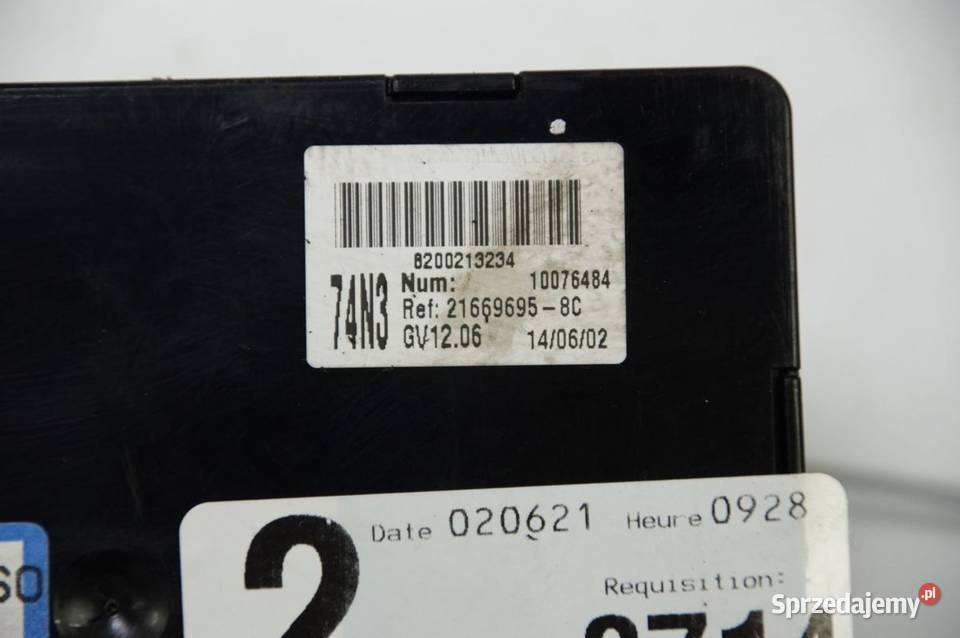 8200213234
74N3
Num: 10076484
Ref: 21669695-8C
GV12.06 14/06/02
2
Date 020621 Heure 0928
Requisition:
SO
Sprzedajemy.pl